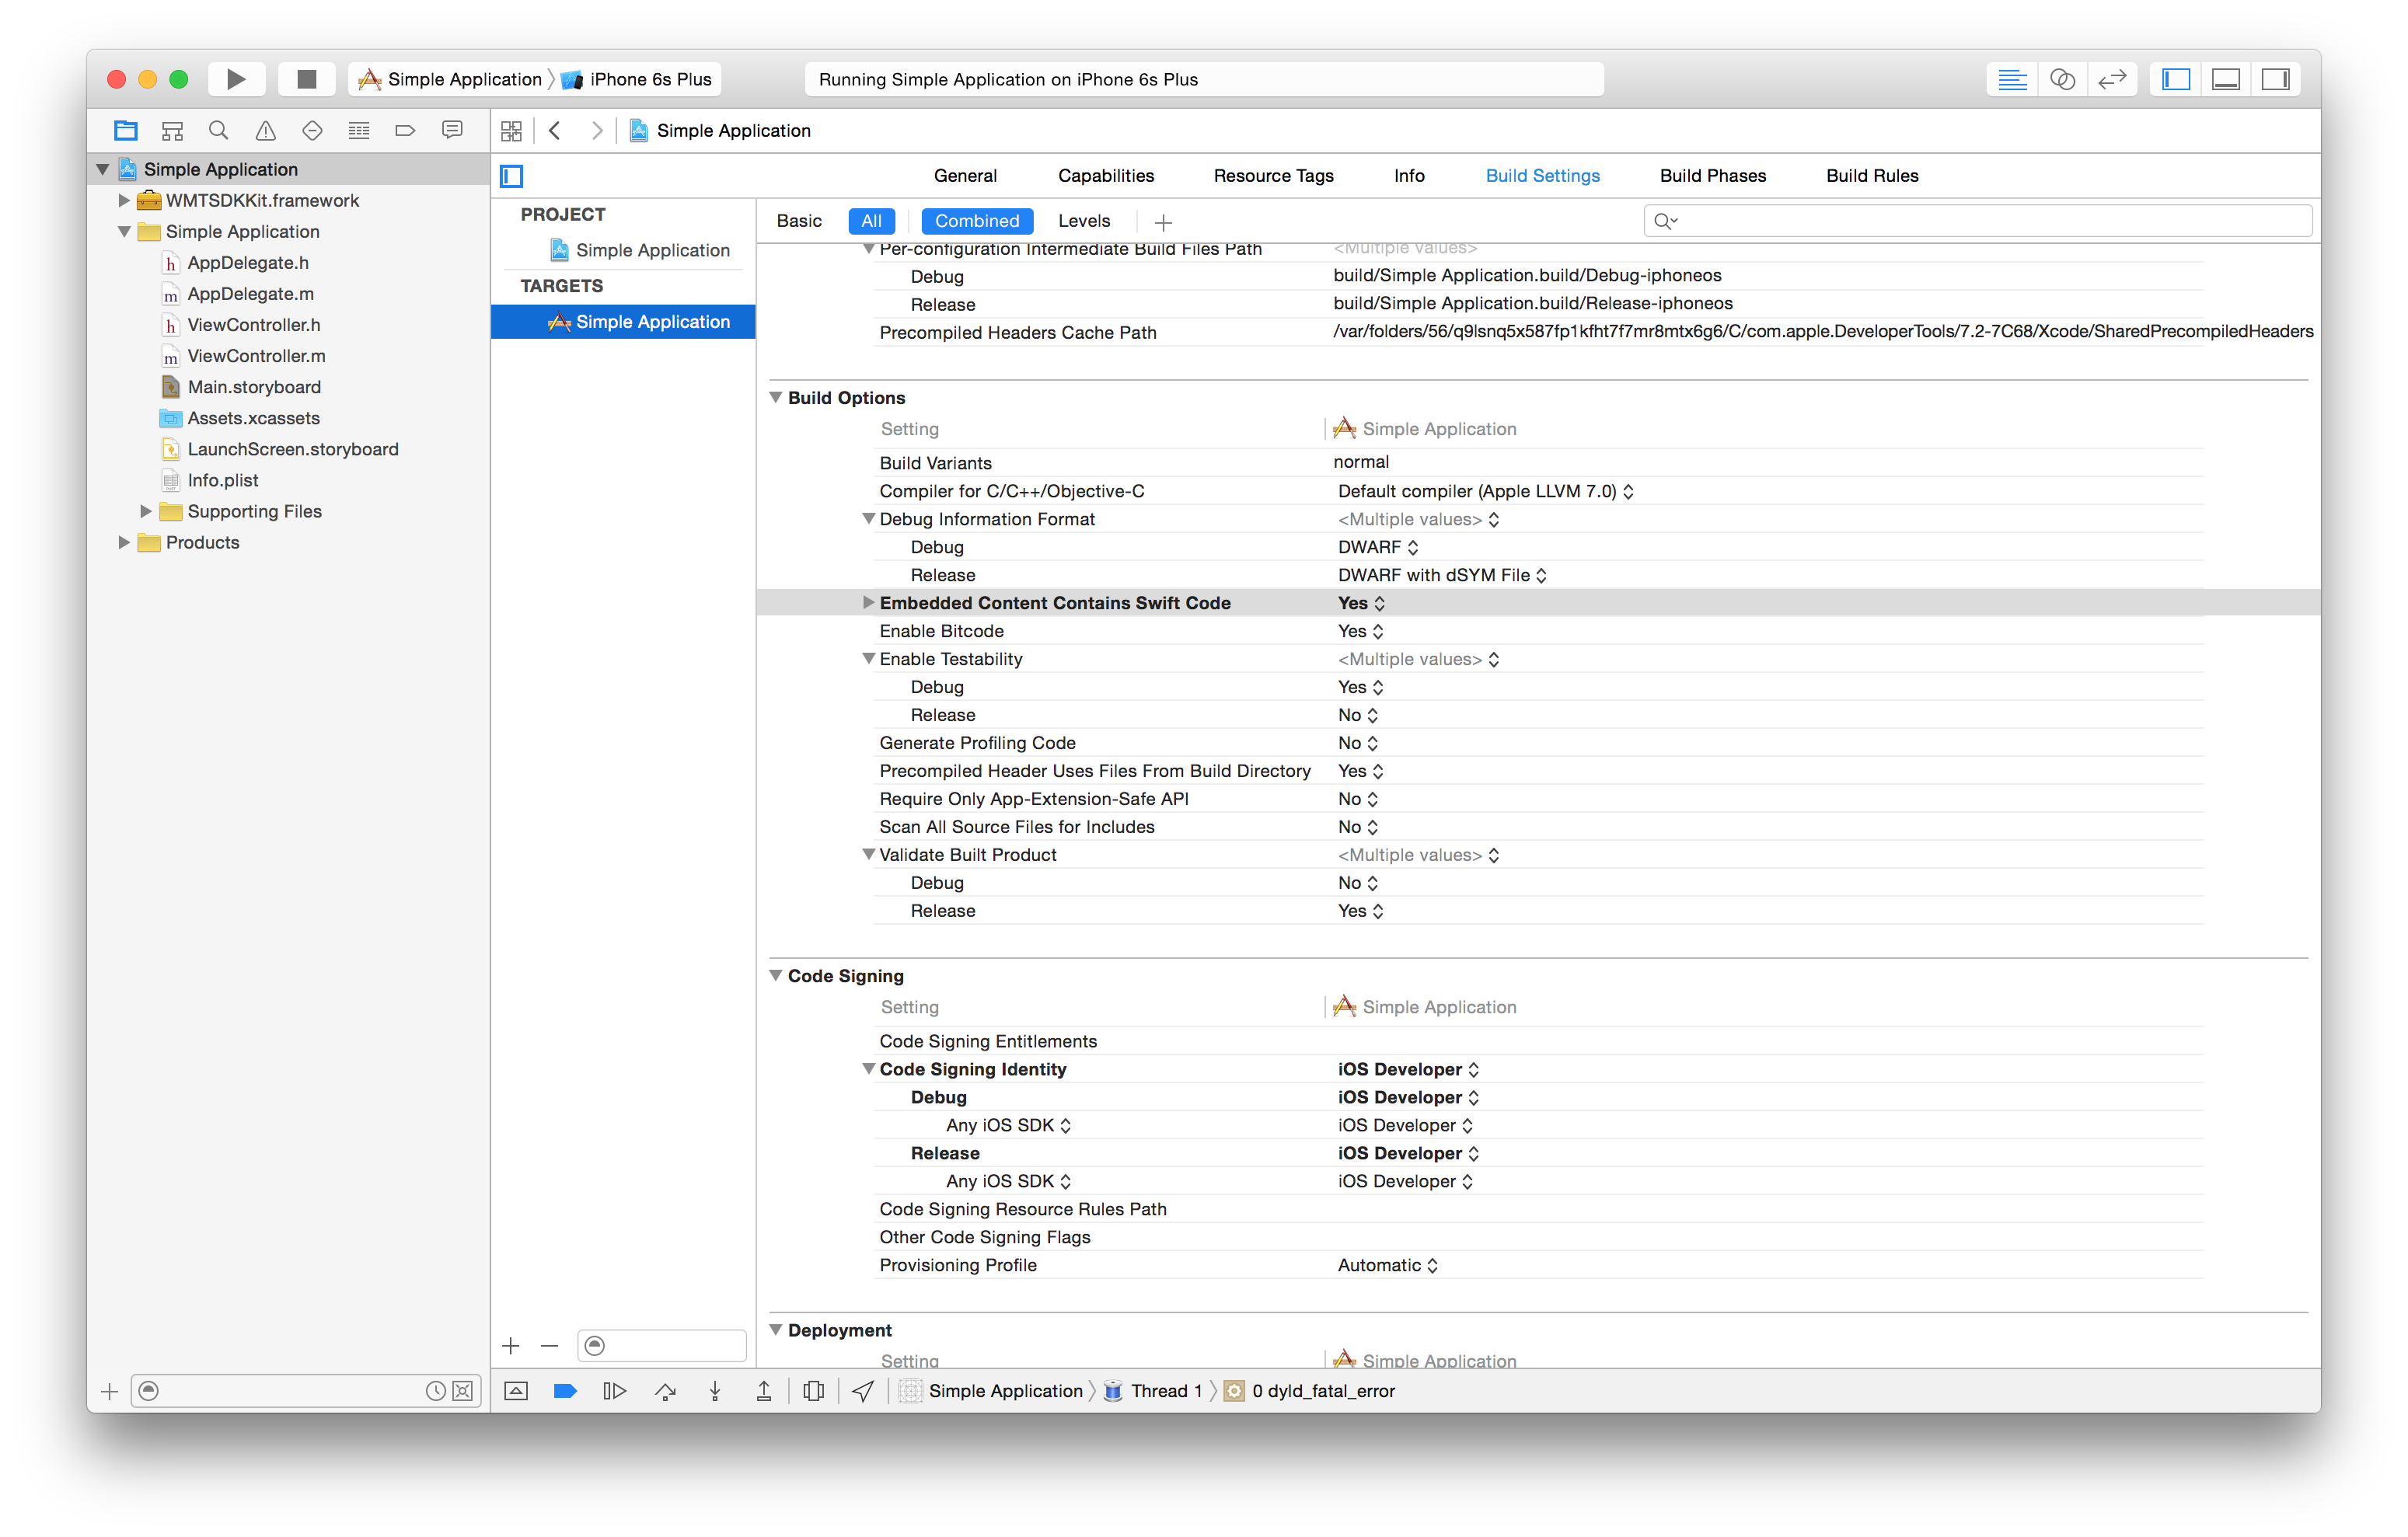 Simple Application
iPhone 6s Plus
Running Simple Application on iPhone 6s Plus
Simple Application
Simple Application
WMTSDKKit.framework
Simple Application
AppDelegate.h
AppDelegate.m
ViewController.h
ViewController.m
Main.storyboard
Assets.xcassets
LaunchScreen.storyboard
Info.plist
Supporting Files
Products
General
Capabilities
Resource Tags
Info
Build Settings
Build Phases
Build Rules
PROJECT
Simple Application
TARGETS
Simple Application
Basic
All
Combined
Levels
Per-configuration Intermediate Build Files Path <Multiple values>
Debug build/Simple Application.build/Debug-iphoneos
Release build/Simple Application.build/Release-iphoneos
Precompiled Headers Cache Path /var/folders/56/q9lsnq5x587fp1kfht7f7mr8mtx6g6/C/com.apple.DeveloperTools/7.2-7C68/Xcode/SharedPrecompiledHeaders
Build Options
Setting Simple Application
Build Variants normal
Compiler for C/C++/Objective-C Default compiler (Apple LLVM 7.0)
Debug Information Format <Multiple values>
Debug DWARF
Release DWARF with dSYM File
Embedded Content Contains Swift Code Yes
Enable Bitcode Yes
Enable Testability <Multiple values>
Debug Yes
Release No
Generate Profiling Code No
Precompiled Header Uses Files From Build Directory Yes
Require Only App-Extension-Safe API No
Scan All Source Files for Includes No
Validate Built Product <Multiple values>
Debug No
Release Yes
Code Signing
Setting Simple Application
Code Signing Entitlements
Code Signing Identity iOS Developer
Debug iOS Developer
Any iOS SDK iOS Developer
Release iOS Developer
Any iOS SDK iOS Developer
Code Signing Resource Rules Path
Other Code Signing Flags
Provisioning Profile Automatic
Deployment
Setting Simple Application
Simple Application
Thread 1
0 dyld_fatal_error